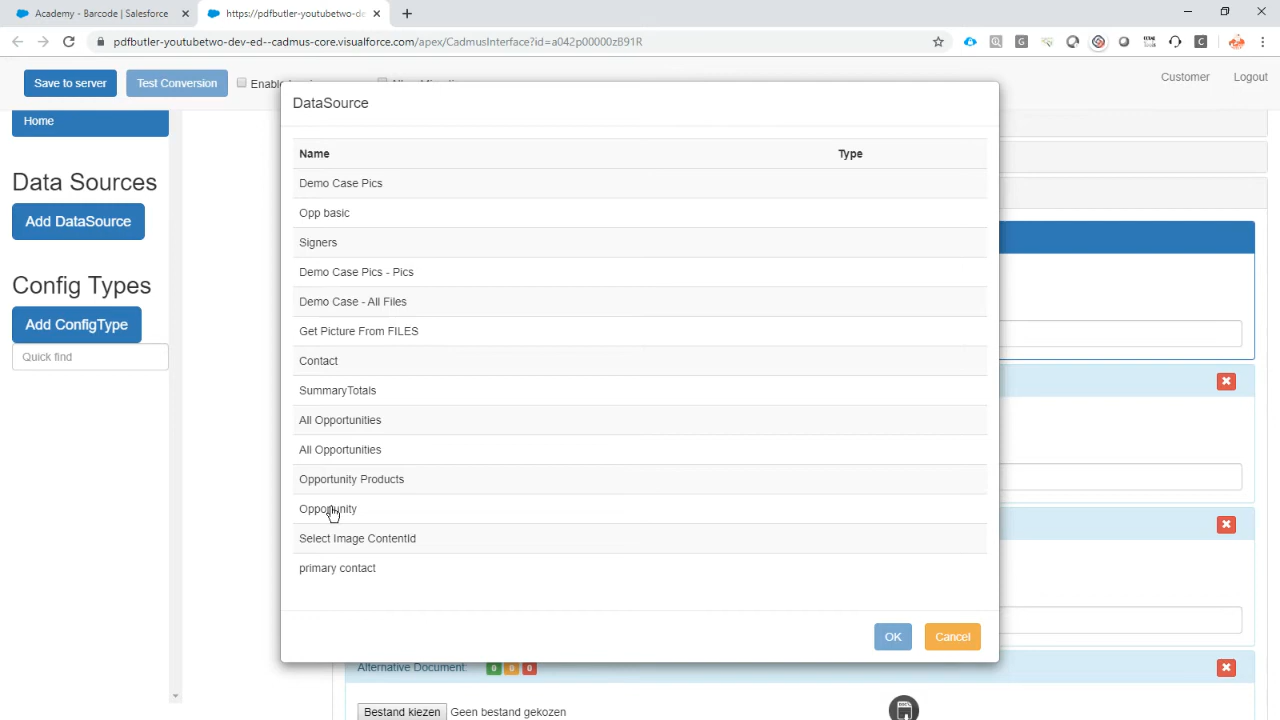 Academy - Barcode | Salesforce
https://pdfbutler-youtubetwo-de
pdfbutler-youtubetwo-dev-ed--cadmus-core.visualforce.com/apex/CadmusInterface?id=a042p00000zB91R
Save to server
Test Conversion
Customer
Logout
Home
Data Sources
Add DataSource
Config Types
Add ConfigType
Quick find
DataSource
Name Type
Demo Case Pics
Opp basic
Signers
Demo Case Pics - Pics
Demo Case - All Files
Get Picture From FILES
Contact
SummaryTotals
All Opportunities
All Opportunities
Opportunity Products
Opportunity
Select Image ContentId
primary contact
OK
Cancel
Alternative Document: 0 0 0
Bestand kiezen Geen bestand gekozen